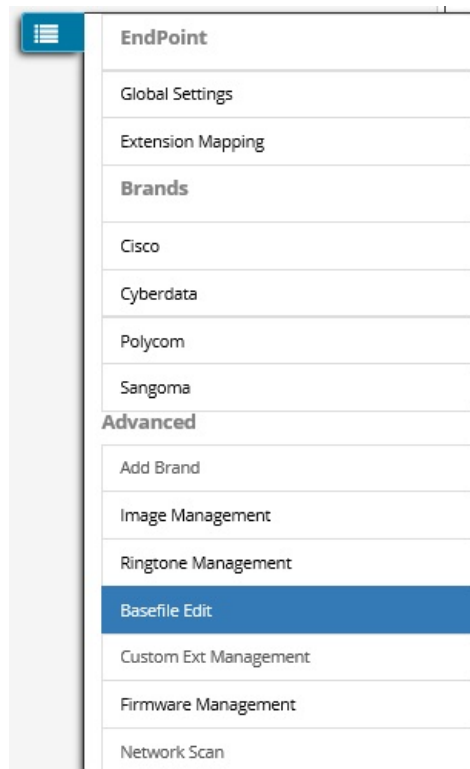 EndPoint
Global Settings
Extension Mapping
Brands
Cisco
Cyberdata
Polycom
Sangoma
Advanced
Add Brand
Image Management
Ringtone Management
Basefile Edit
Custom Ext Management
Firmware Management
Network Scan